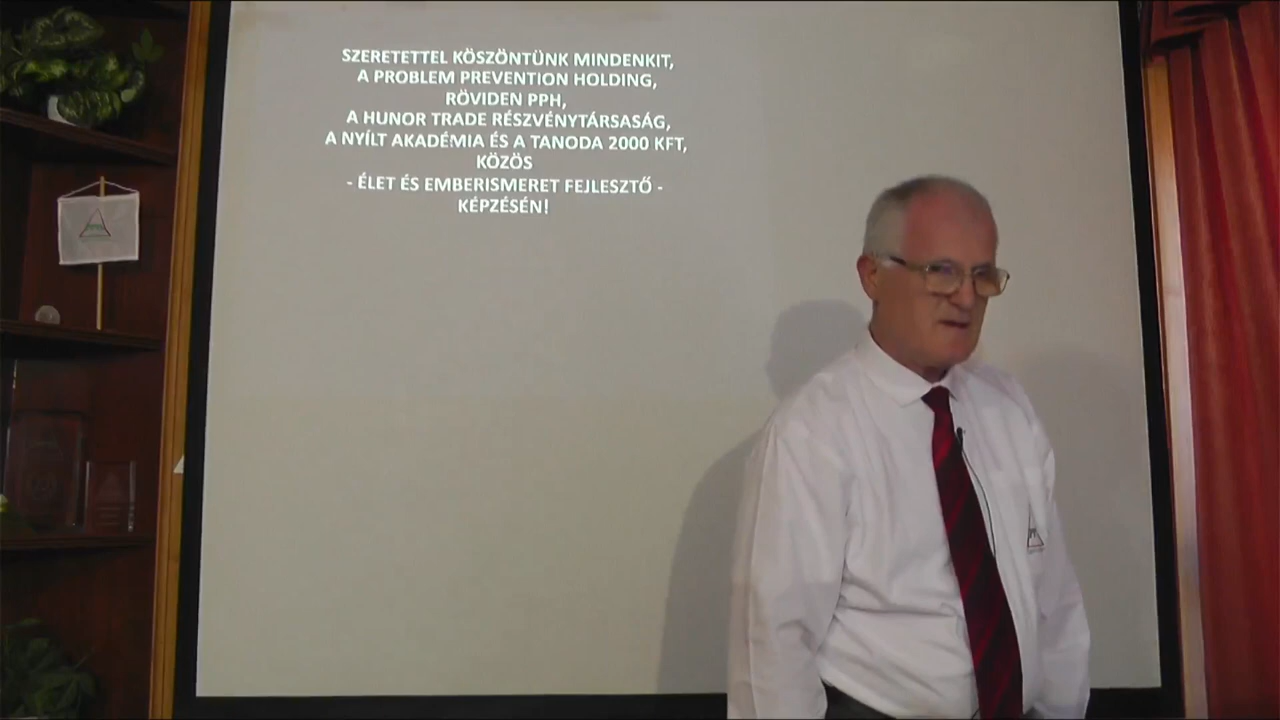 SZERETETTEL KÖSZÖNTÜNK MINDENKIT,
A PROBLEM PREVENTION HOLDING,
RÖVIDEN PPH,
A HUNOR TRADE RÉSZVÉNYTÁRSASÁG,
A NYÍLT AKADÉMIA ÉS A TANODA 2000 KFT,
KÖZÖS
- ÉLET ÉS EMBERISMERET FEJLESZTŐ -
KÉPZÉSÉN!